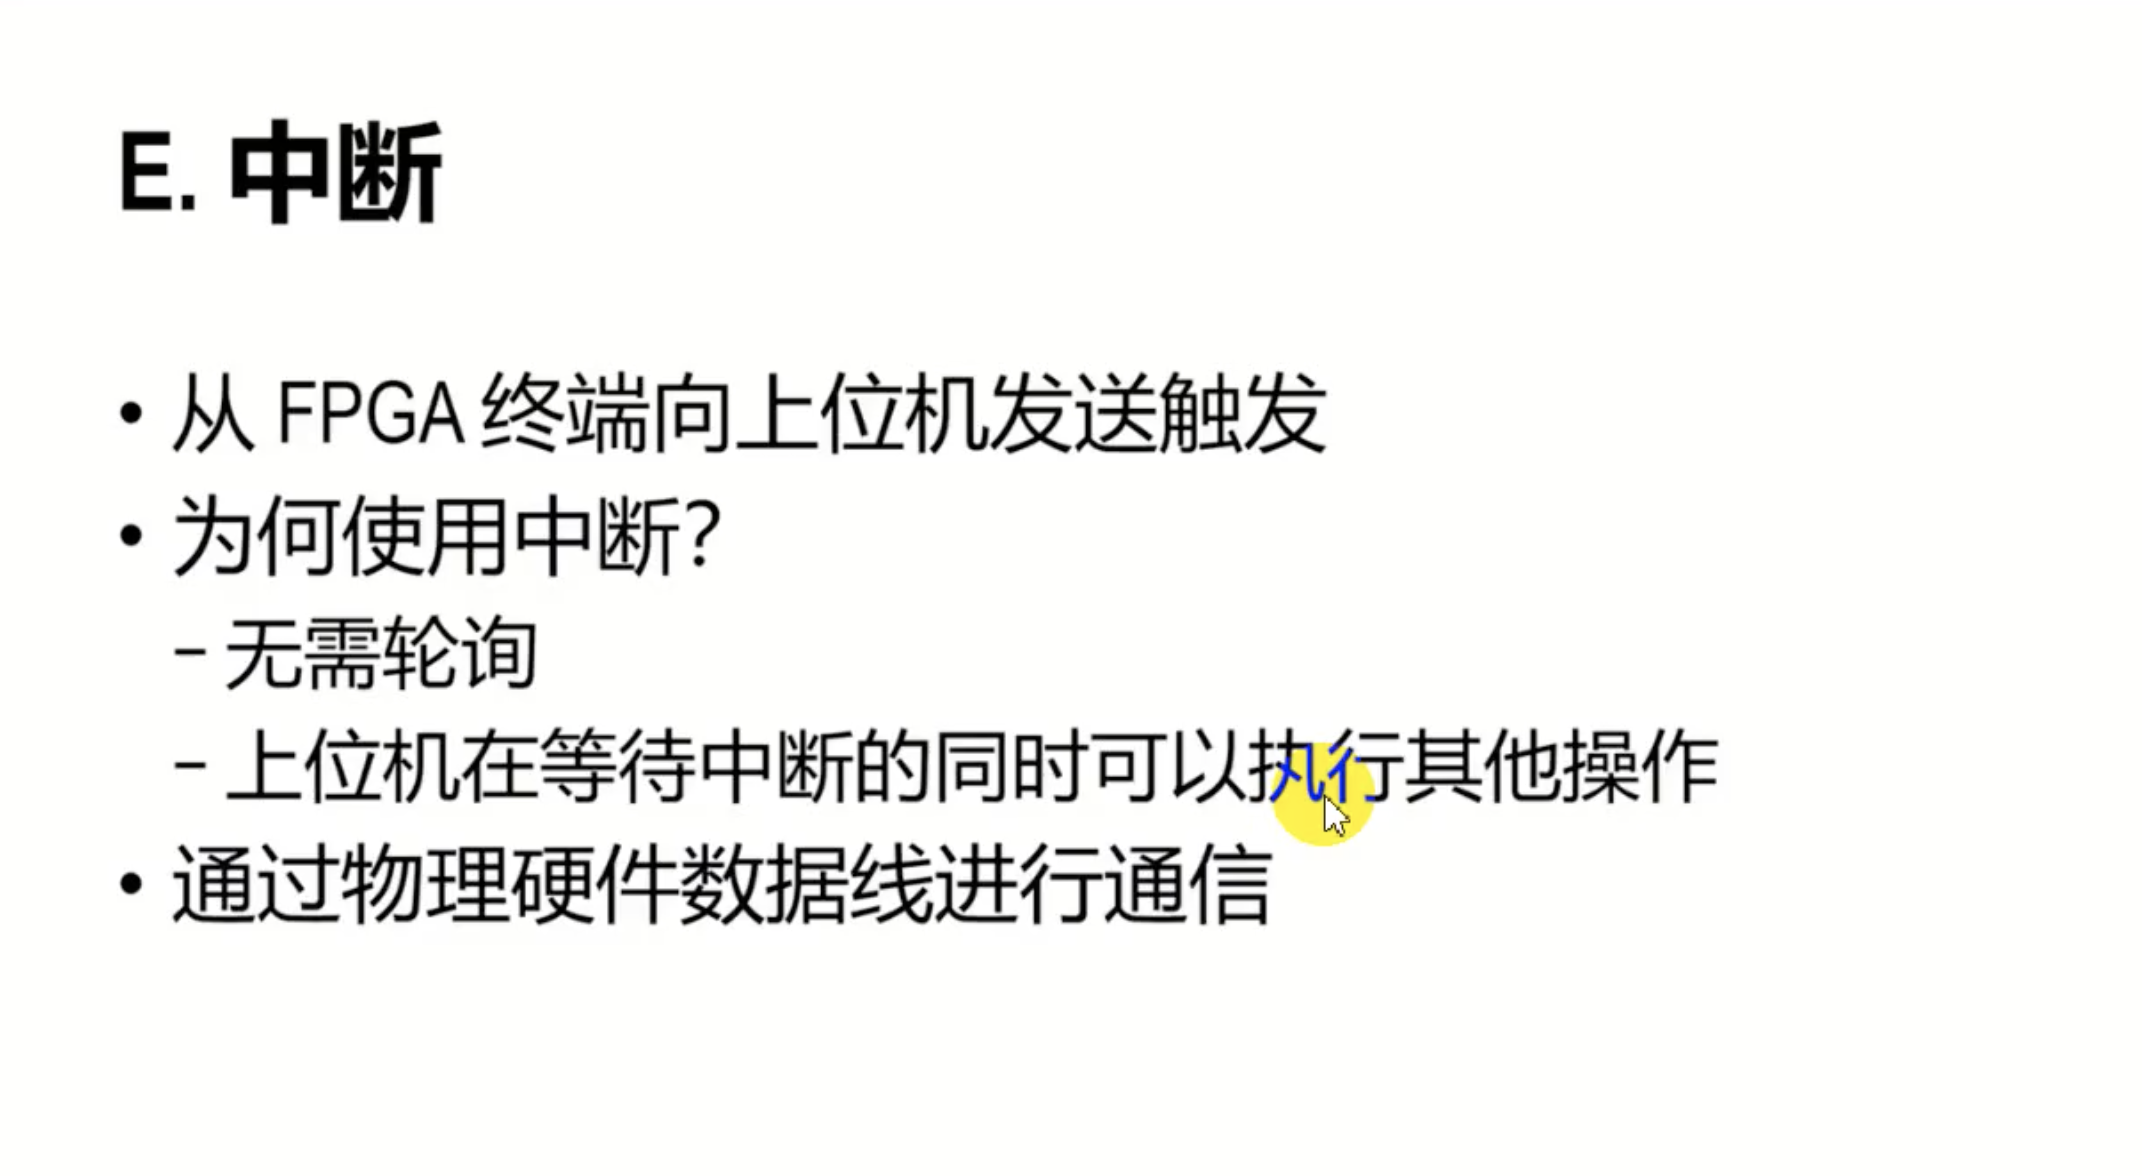 E. 中断
• 从 FPGA 终端向上位机发送触发
• 为何使用中断?
– 无需轮询
– 上位机在等待中断的同时可以执行其他操作
• 通过物理硬件数据线进行通信